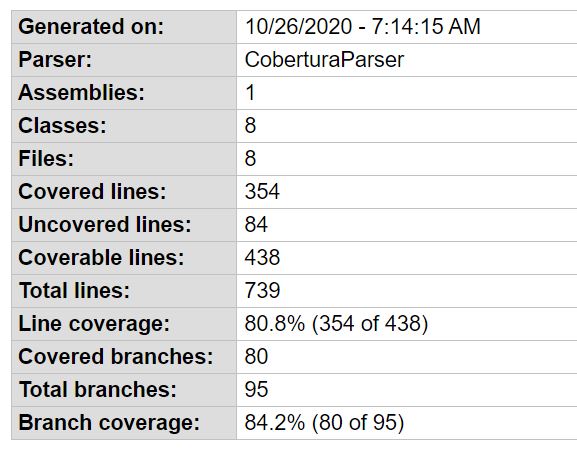 Generated on: 10/26/2020 - 7:14:15 AM
Parser: CoberturaParser
Assemblies: 1
Classes: 8
Files: 8
Covered lines: 354
Uncovered lines: 84
Coverable lines: 438
Total lines: 739
Line coverage: 80.8% (354 of 438)
Covered branches: 80
Total branches: 95
Branch coverage: 84.2% (80 of 95)